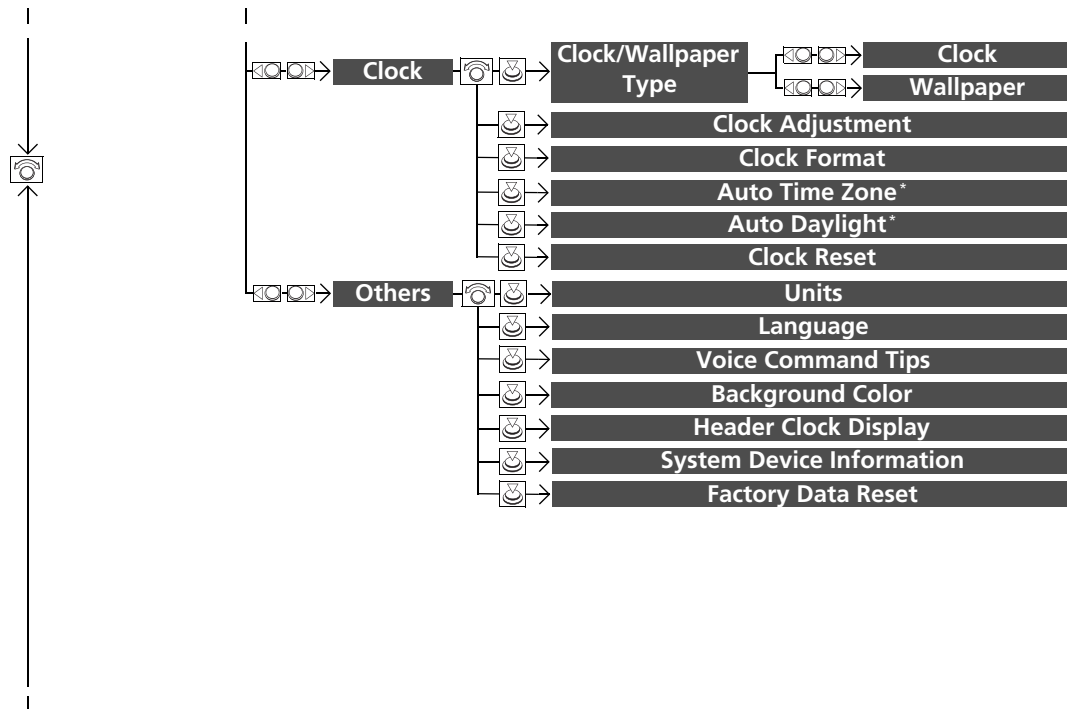 Clock
Clock/Wallpaper
Type
Clock
Wallpaper
Clock Adjustment
Clock Format
Auto Time Zone*
Auto Daylight*
Clock Reset
Others
Units
Language
Voice Command Tips
Background Color
Header Clock Display
System Device Information
Factory Data Reset